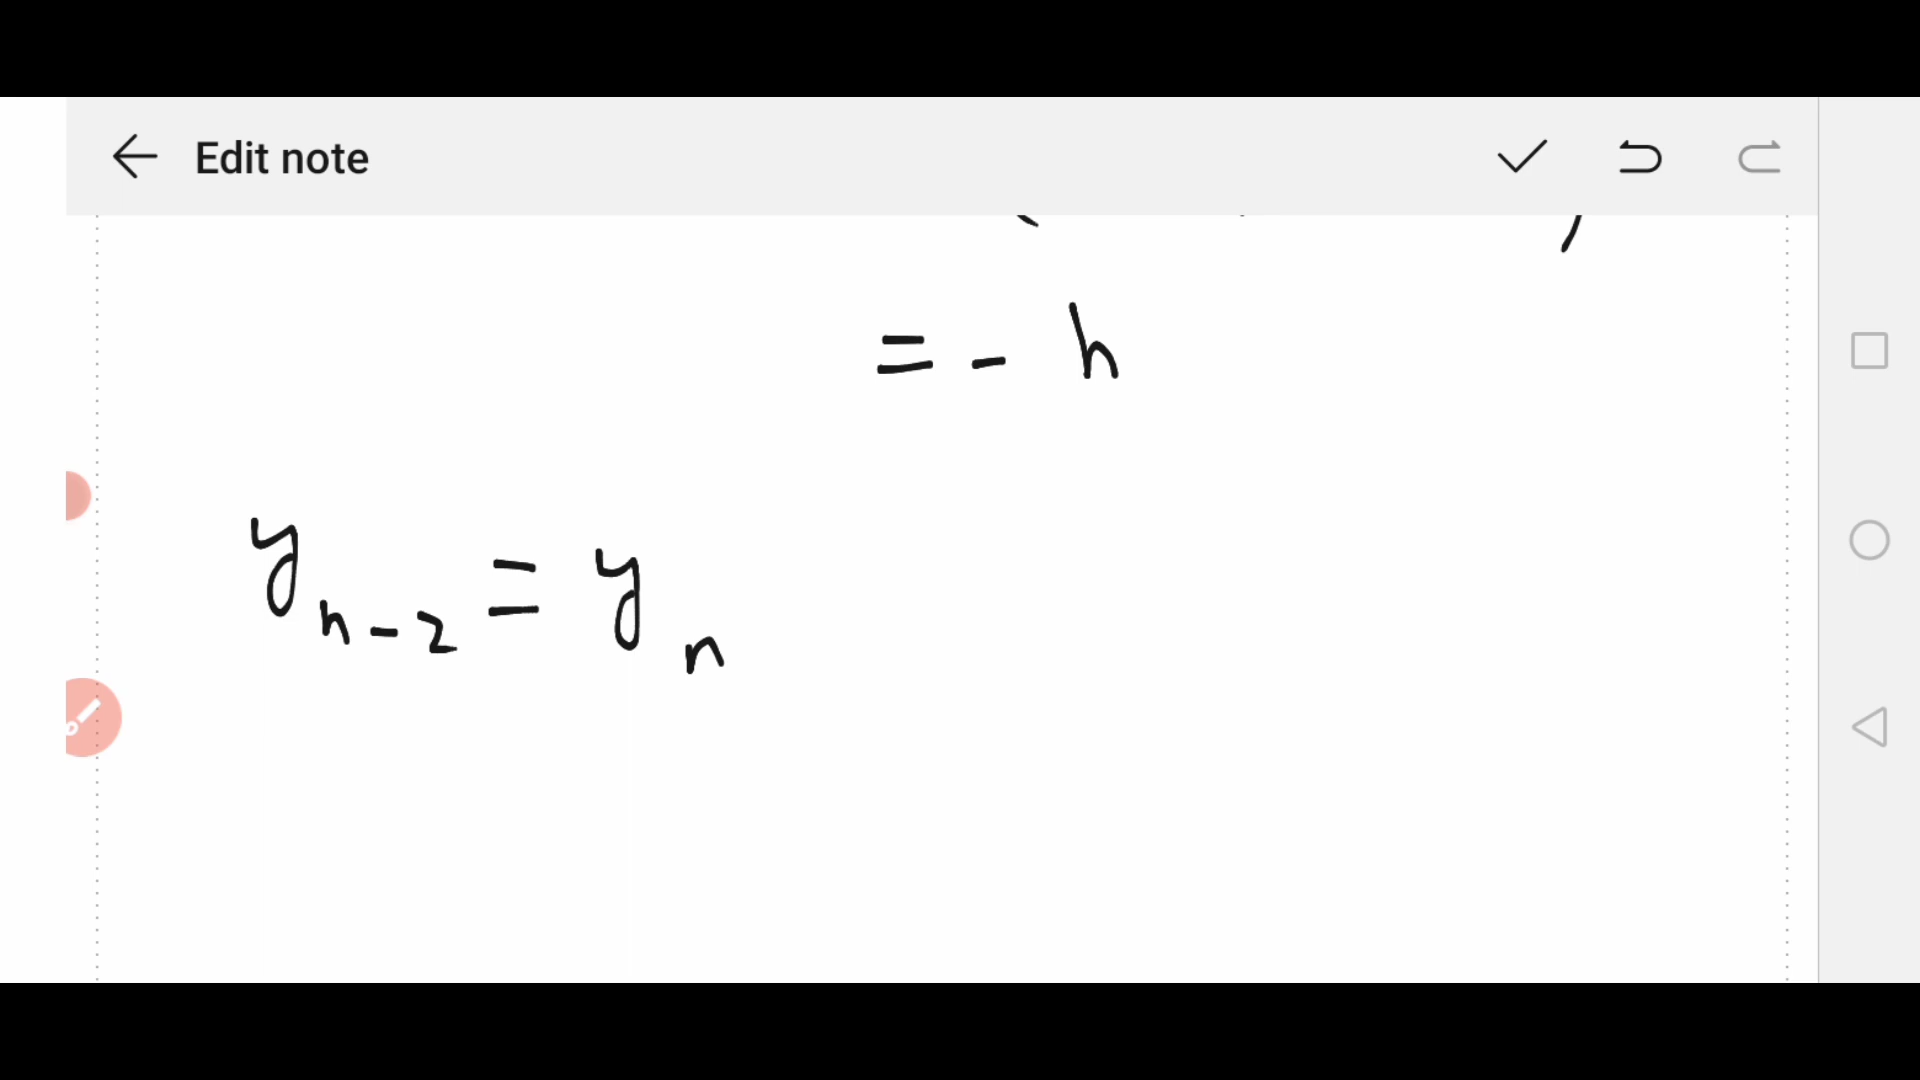 Edit note
= - h
y n-2 = y n